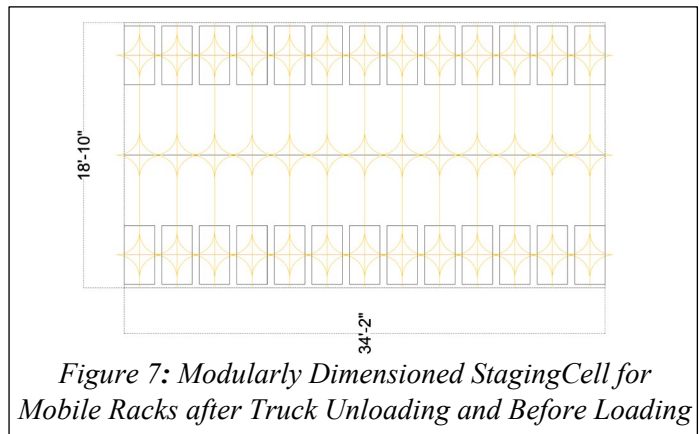 18'-10"
34'-2"
Figure 7: Modularly Dimensioned StagingCell for
Mobile Racks after Truck Unloading and Before Loading